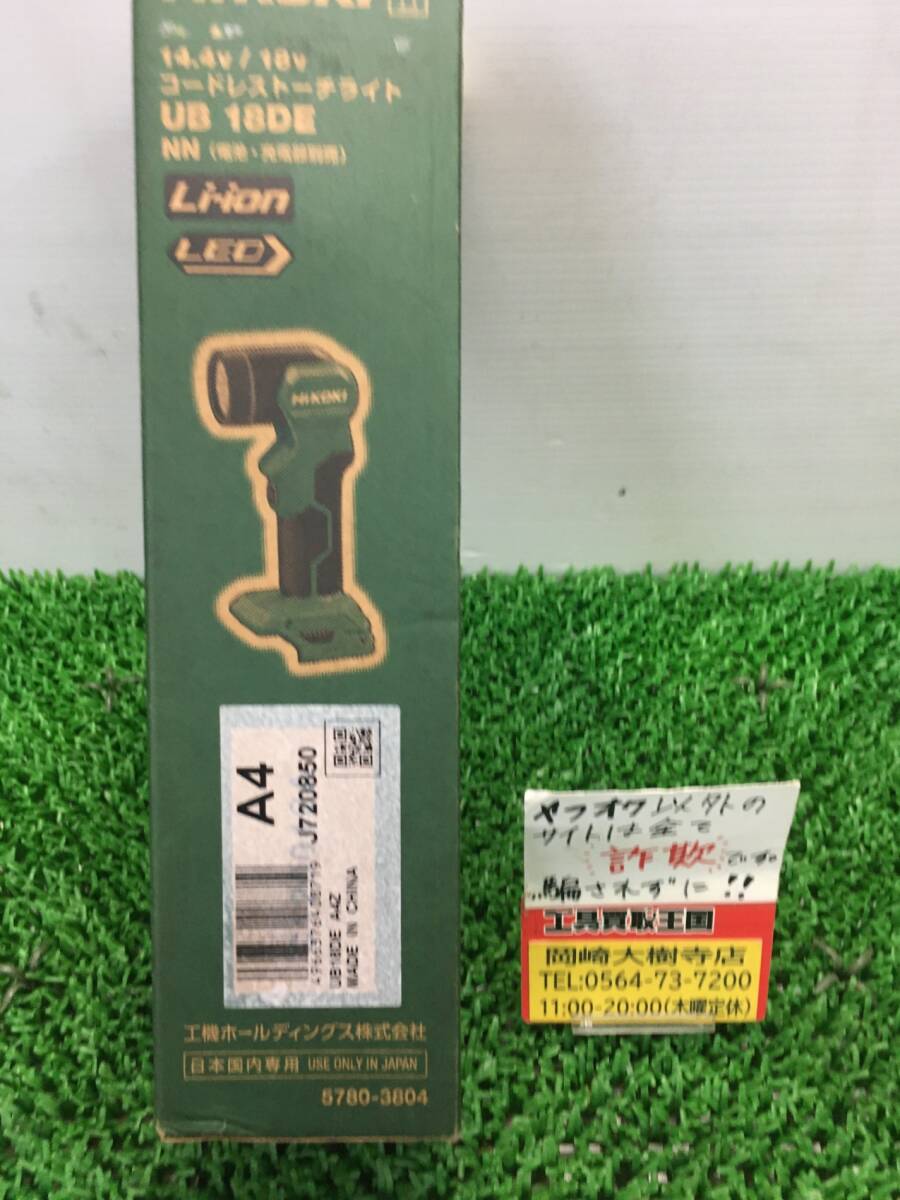 14.4v / 18v
コードレストーチライト
UB 18DE
NN (電池・充電器別売)
Li-ion
LED
HiKOKI
A4
J720850
UB18DE A4Z
MADE IN CHINA
工機ホールディングス株式会社
日本国内専用 USE ONLY IN JAPAN
5780-3804
ヤフオク以外の
サイトは全て
詐欺です。
騙されずに!!
工具買取王国
岡崎大樹寺店
TEL:0564-73-7200
11:00-20:00(木曜定休)